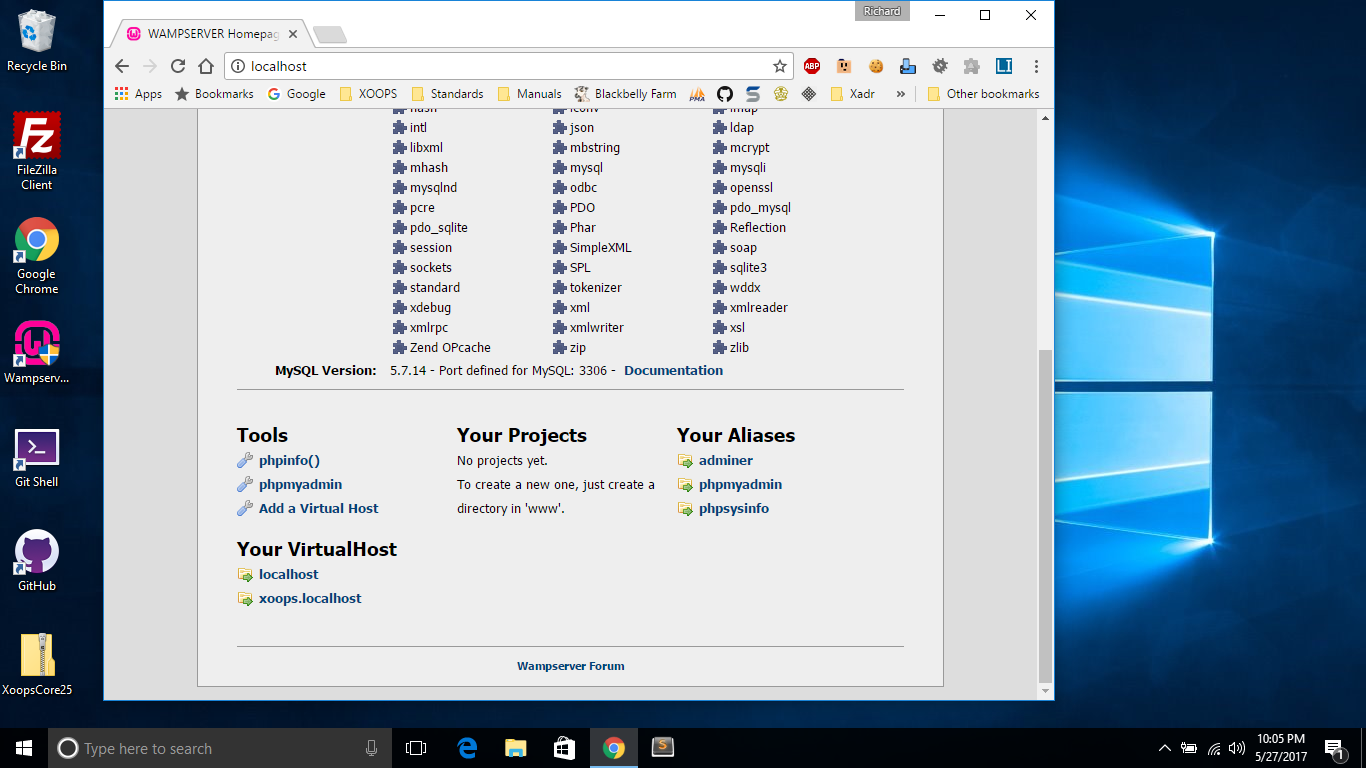 Recycle Bin
FileZilla
Client
Google
Chrome
Wampserv...
Git Shell
GitHub
XoopsCore25
Richard
WAMPSERVER Homepag
localhost
ABP
Apps Bookmarks Google XOOPS Standards Manuals Blackbelly Farm PMA Xadr » Other bookmarks
hash iconv imap
intl json ldap
libxml mbstring mcrypt
mhash mysql mysqli
mysqlnd odbc openssl
pcre PDO pdo_mysql
pdo_sqlite Phar Reflection
session SimpleXML soap
sockets SPL sqlite3
standard tokenizer wddx
xdebug xml xmlreader
xmlrpc xmlwriter xsl
Zend OPcache zip zlib
MySQL Version: 5.7.14 - Port defined for MySQL: 3306 - Documentation
Tools
phpinfo()
phpmyadmin
Add a Virtual Host
Your Projects
No projects yet.
To create a new one, just create a
directory in 'www'.
Your Aliases
adminer
phpmyadmin
phpsysinfo
Your VirtualHost
localhost
xoops.localhost
Wampserver Forum
Type here to search
10:05 PM
5/27/2017
1